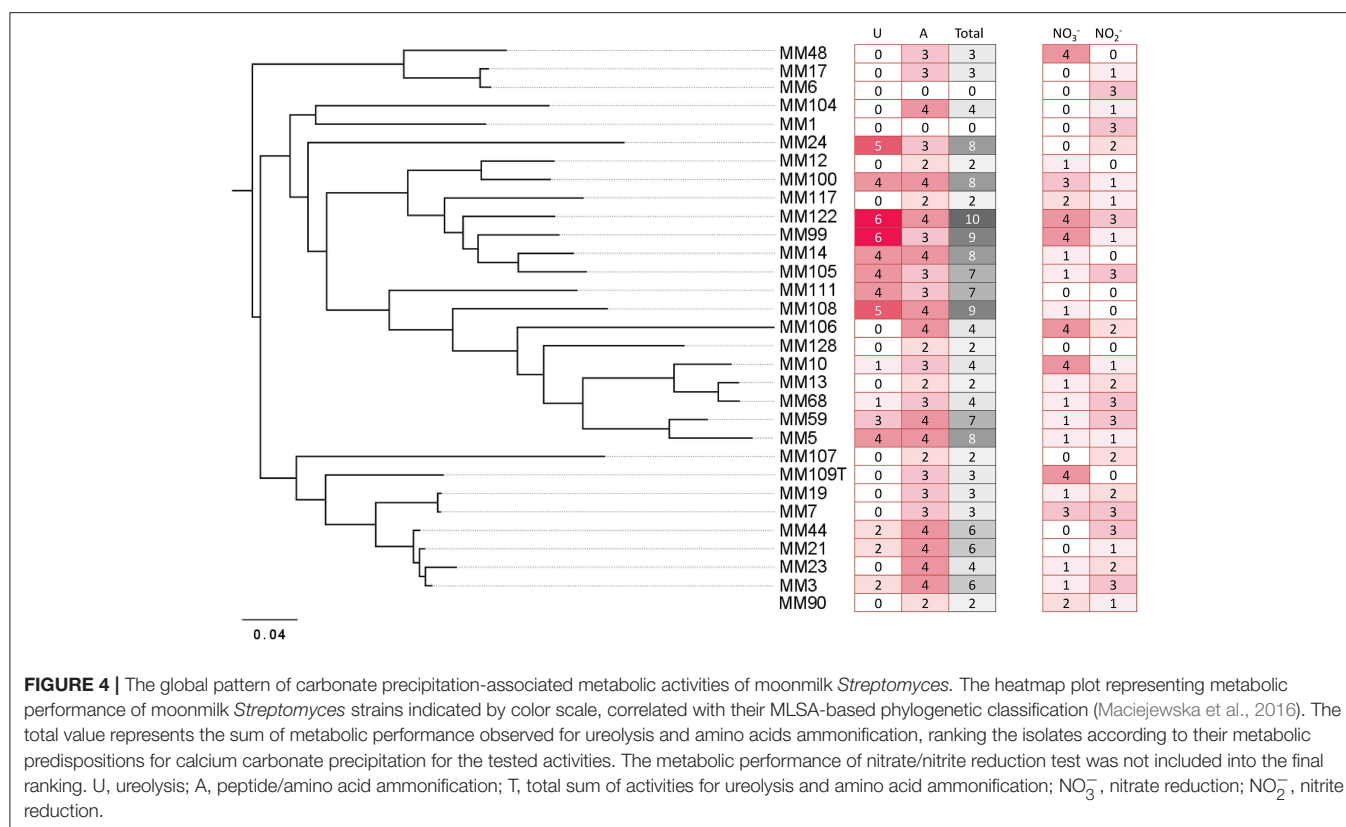 U A Total NO₃⁻ NO₂⁻
MM48 0 3 3 4 0
MM17 0 3 3 0 1
MM6 0 0 0 0 3
MM104 0 4 4 0 1
MM1 0 0 0 0 3
MM24 5 3 8 0 2
MM12 0 2 2 1 0
MM100 4 4 8 3 1
MM117 0 2 2 2 1
MM122 6 4 10 4 3
MM99 6 3 9 4 1
MM14 4 4 8 1 0
MM105 4 3 7 1 3
MM111 4 3 7 0 0
MM108 5 4 9 1 0
MM106 0 4 4 4 2
MM128 0 2 2 0 0
MM10 1 3 4 4 1
MM13 0 2 2 1 2
MM68 1 3 4 1 3
MM59 3 4 7 1 3
MM5 4 4 8 1 1
MM107 0 2 2 0 2
MM109T 0 3 3 4 0
MM19 0 3 3 1 2
MM7 0 3 3 3 3
MM44 2 4 6 0 3
MM21 2 4 6 0 1
MM23 0 4 4 1 2
MM3 2 4 6 1 3
MM90 0 2 2 2 1
0.04
FIGURE 4 | The global pattern of carbonate precipitation-associated metabolic activities of moonmilk Streptomyces. The heatmap plot representing metabolic
performance of moonmilk Streptomyces strains indicated by color scale, correlated with their MLSA-based phylogenetic classification (Maciejewska et al., 2016). The
total value represents the sum of metabolic performance observed for ureolysis and amino acids ammonification, ranking the isolates according to their metabolic
predispositions for calcium carbonate precipitation for the tested activities. The metabolic performance of nitrate/nitrite reduction test was not included into the final
ranking. U, ureolysis; A, peptide/amino acid ammonification; T, total sum of activities for ureolysis and amino acid ammonification; NO₃⁻, nitrate reduction; NO₂⁻, nitrite
reduction.